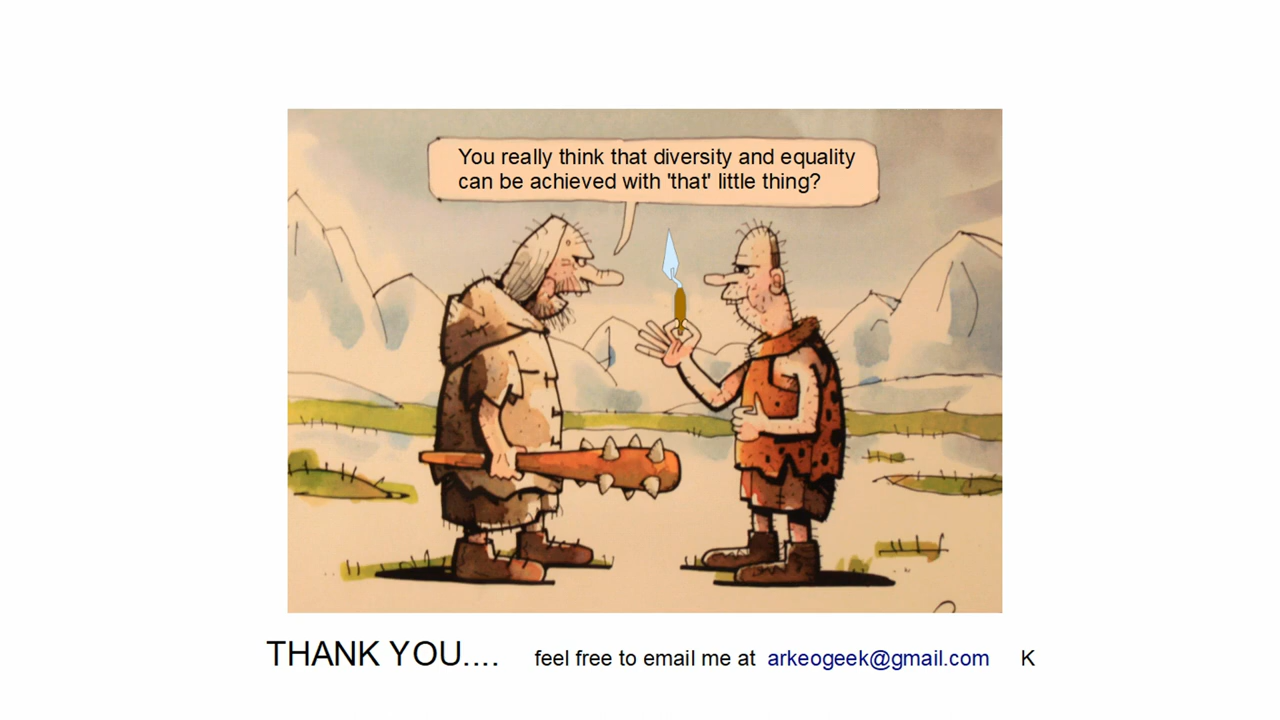 You really think that diversity and equality
can be achieved with 'that' little thing?
THANK YOU.... feel free to email me at arkeogeek@gmail.com K